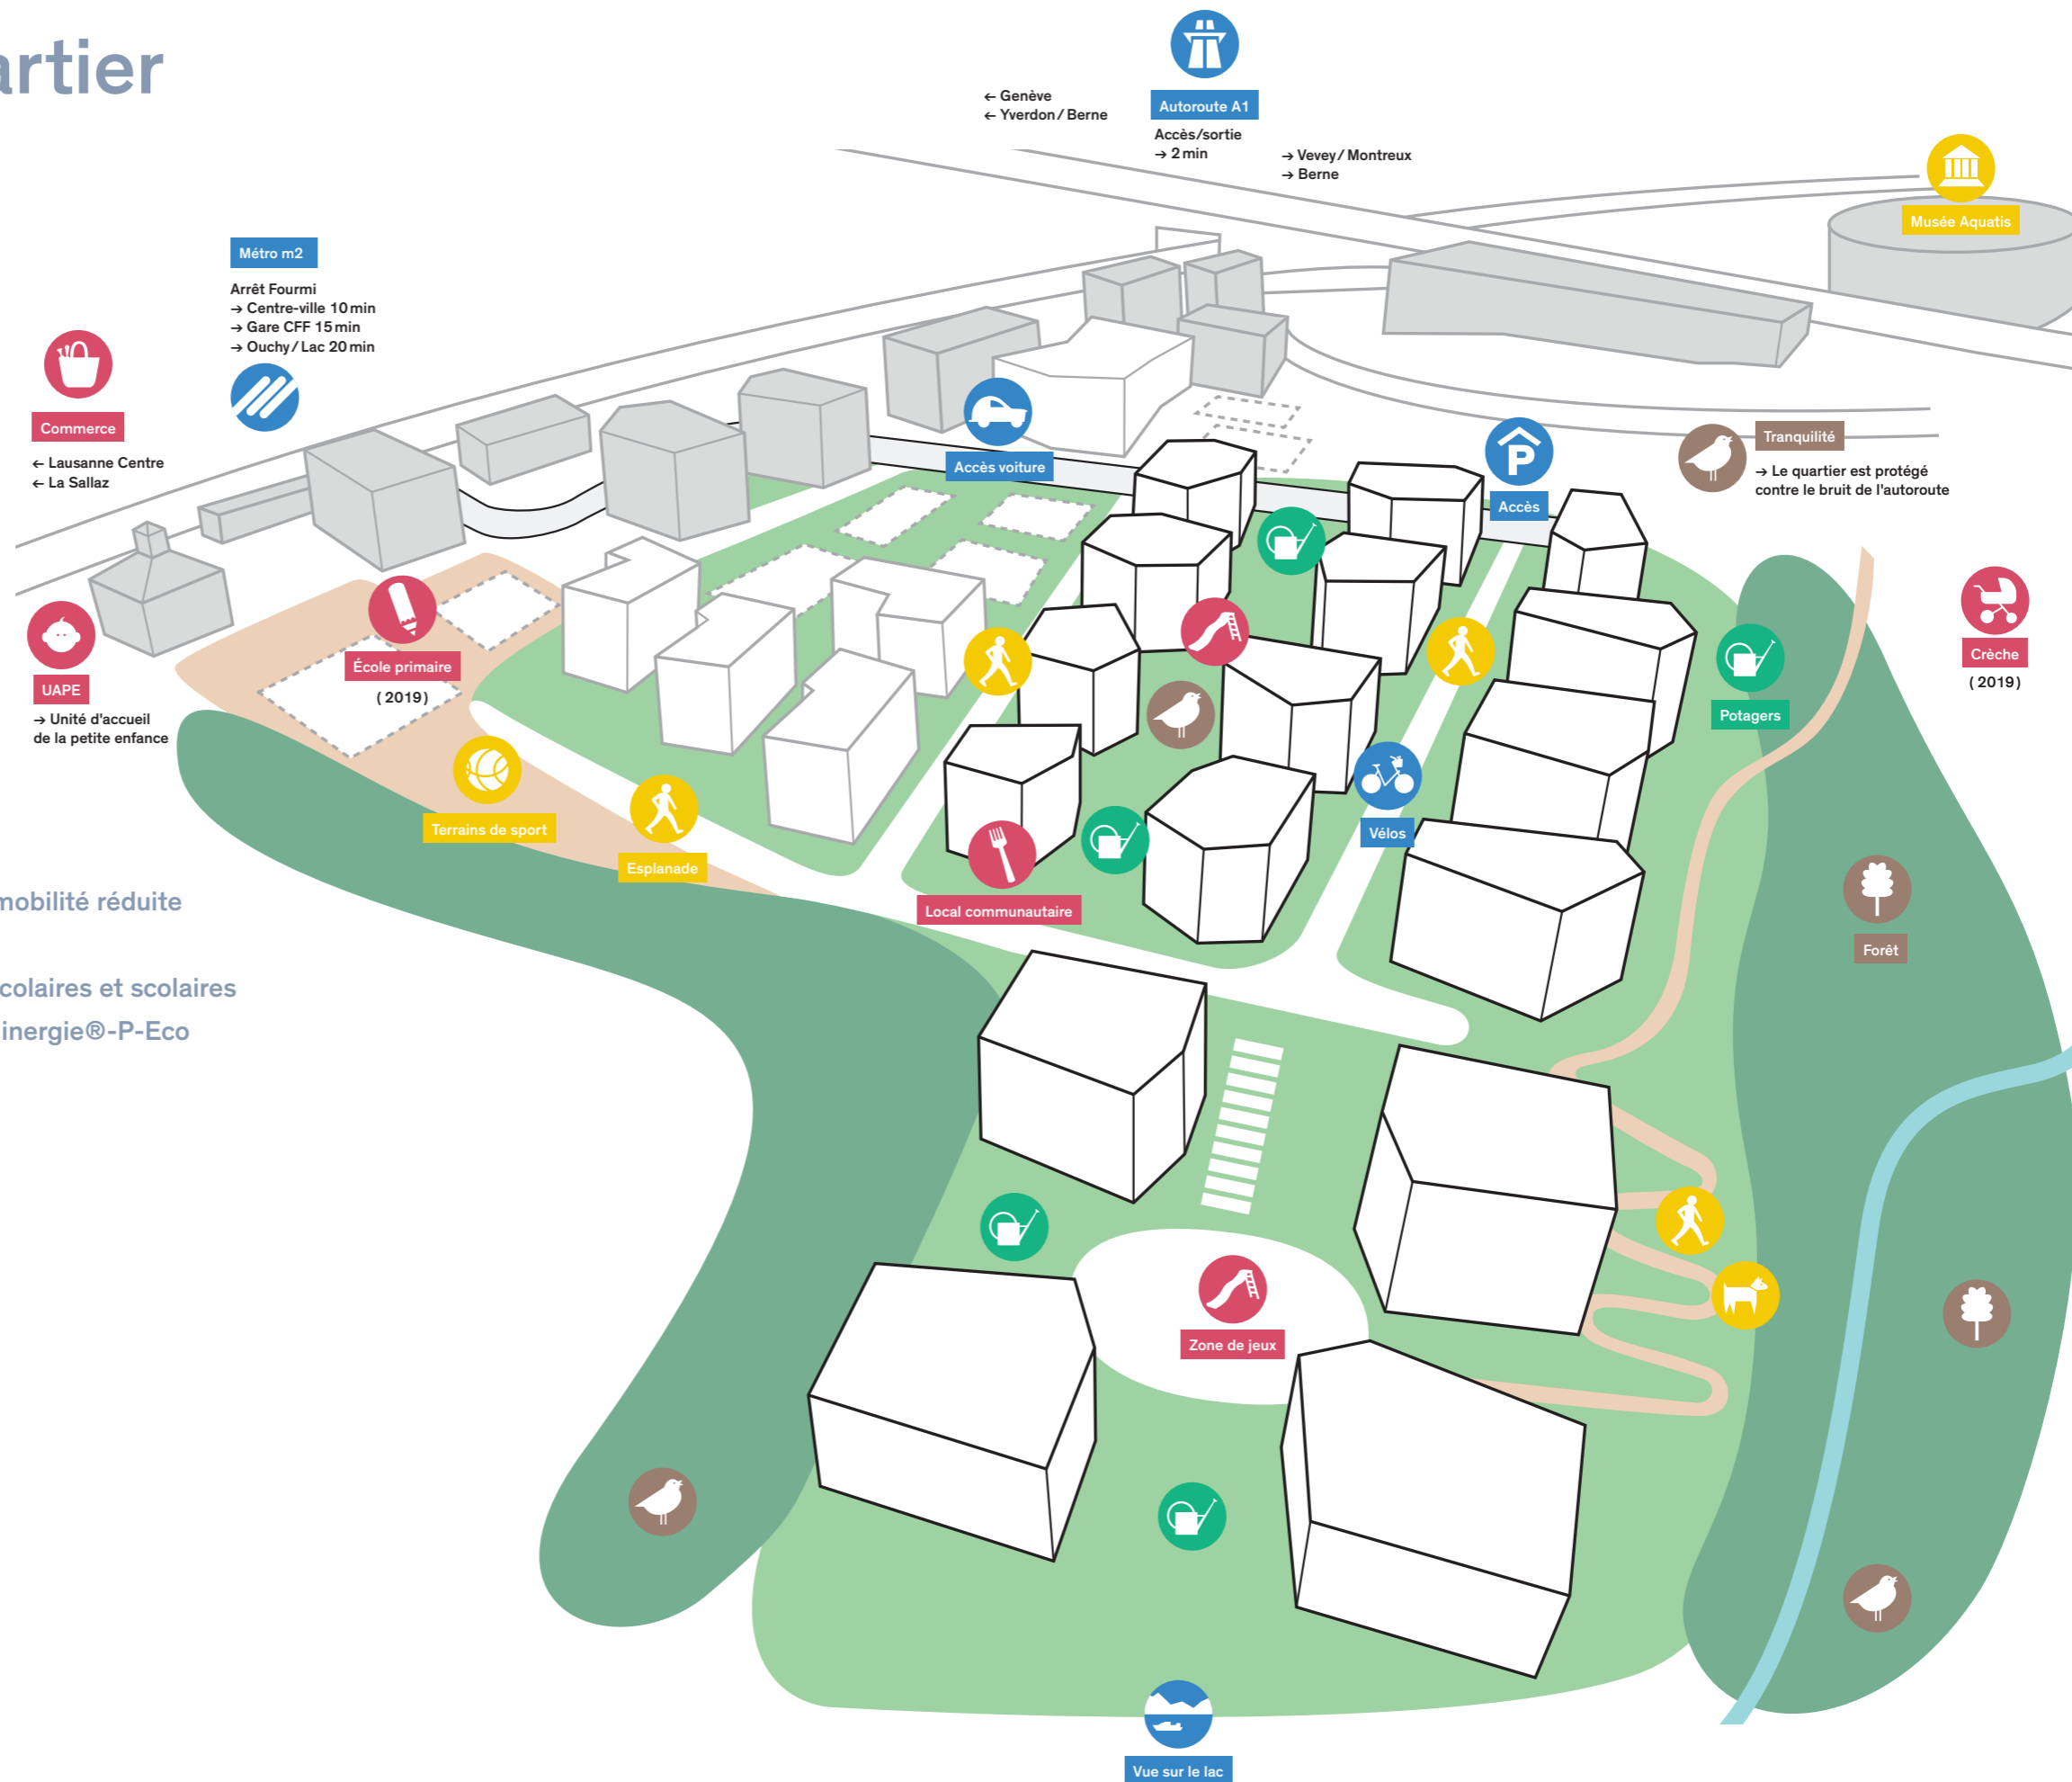 artier
← Genève
← Yverdon / Berne
Autoroute A1
Accès/sortie
→ 2 min
→ Vevey / Montreux
→ Berne
Musée Aquatis
Métro m2
Arrêt Fourmi
→ Centre-ville 10 min
→ Gare CFF 15 min
→ Ouchy / Lac 20 min
Commerce
← Lausanne Centre
← La Sallaz
Accès voiture
P
Accès
Tranquilité
→ Le quartier est protégé
contre le bruit de l'autoroute
École primaire
(2019)
UAPE
→ Unité d'accueil
de la petite enfance
Crèche
(2019)
Potagers
Terrains de sport
Esplanade
Vélos
Local communautaire
Forêt
mobilité réduite
colaires et scolaires
inergie®-P-Eco
Zone de jeux
Vue sur le lac